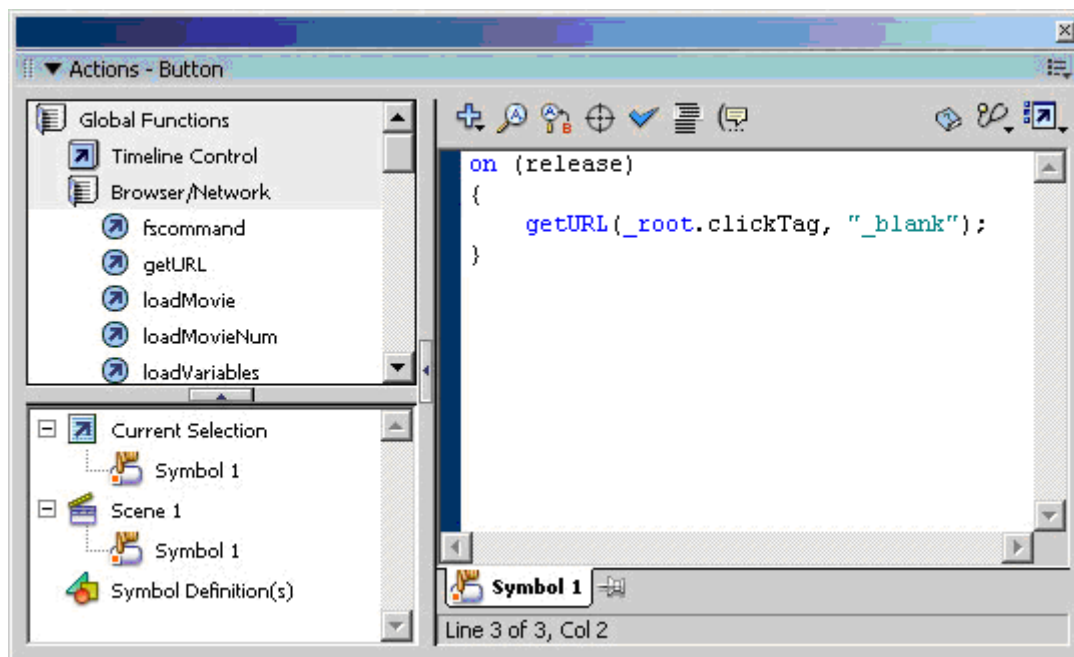 Actions - Button
Global Functions
Timeline Control
Browser/Network
fscommand
getURL
loadMovie
loadMovieNum
loadVariables
Current Selection
Symbol 1
Scene 1
Symbol 1
Symbol Definition(s)
on (release)
{
    getURL(_root.clickTag, "_blank");
}
Symbol 1
Line 3 of 3, Col 2